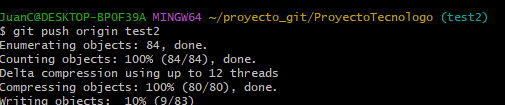 JuanC@DESKTOP-BP0F39A MINGW64 ~/proyecto_git/ProyectoTecnologo (test2)
$ git push origin test2
Enumerating objects: 84, done.
Counting objects: 100% (84/84), done.
Delta compression using up to 12 threads
Compressing objects: 100% (80/80), done.
Writing objects:  10% (9/83)